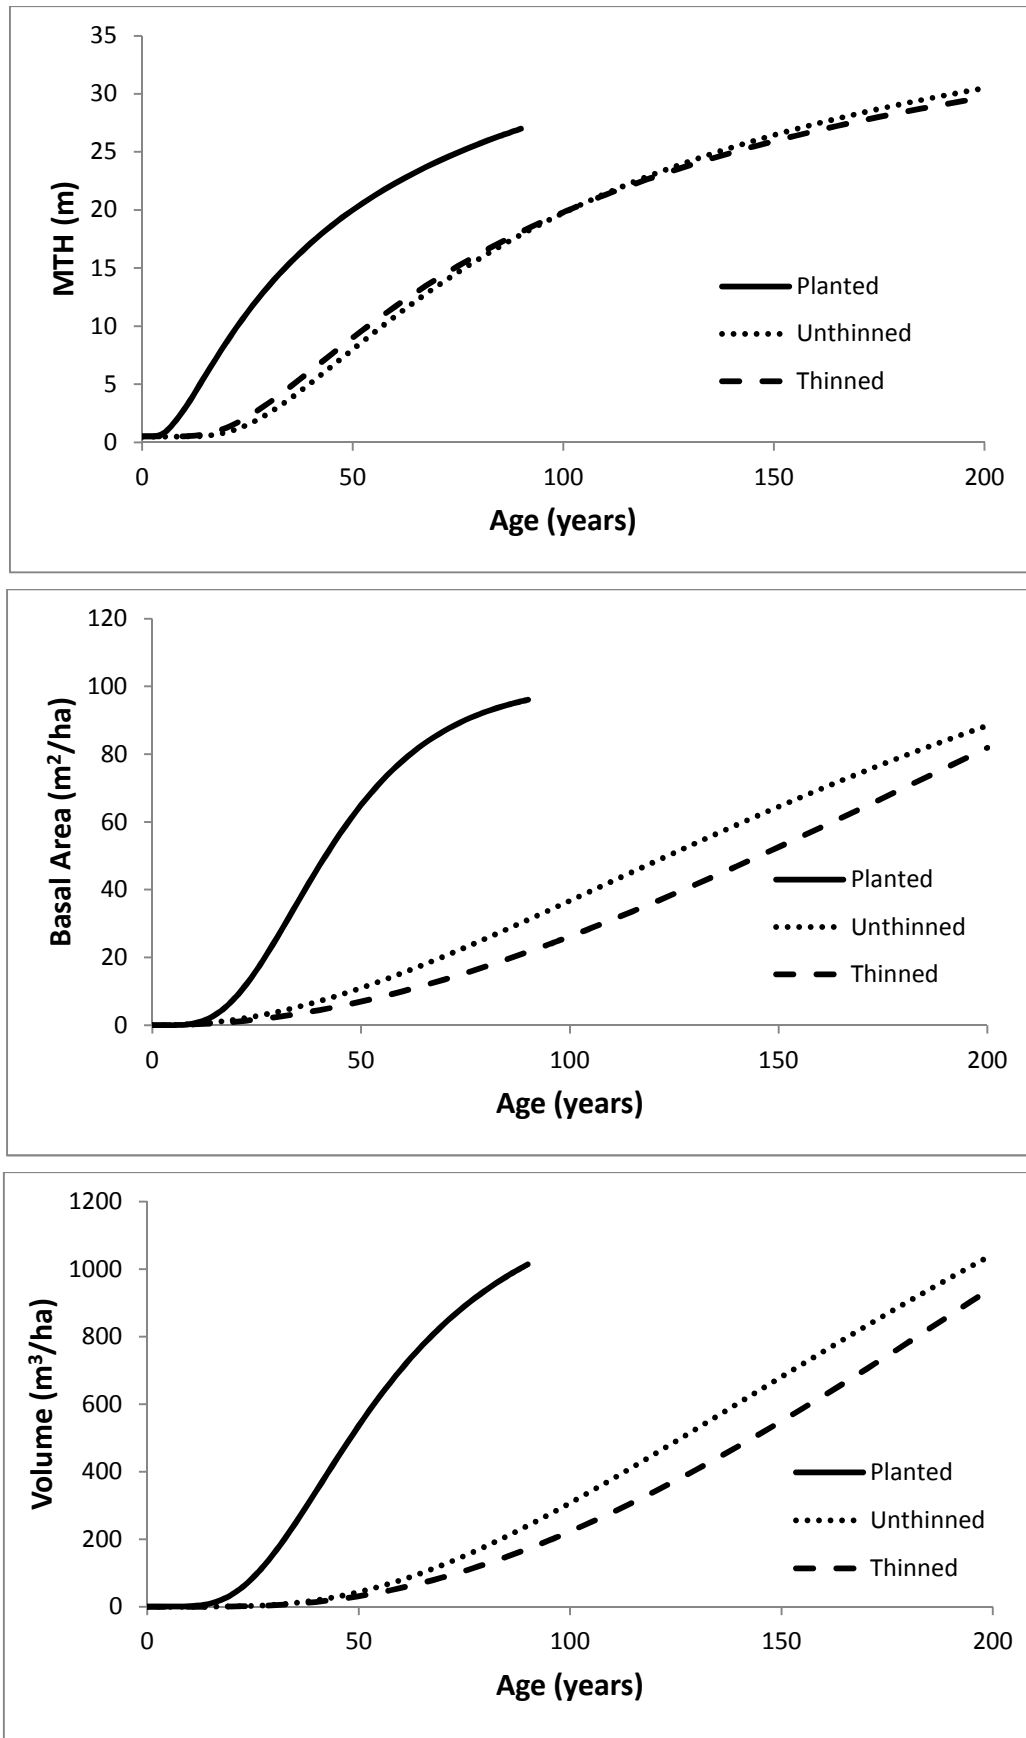 35
30
25
20
15
10
5
0
MTH (m)
Planted
Unthinned
Thinned
0 50 100 150 200
Age (years)
120
100
80
60
40
20
0
Basal Area (m²/ha)
Planted
Unthinned
Thinned
0 50 100 150 200
Age (years)
1200
1000
800
600
400
200
0
Volume (m³/ha)
Planted
Unthinned
Thinned
0 50 100 150 200
Age (years)